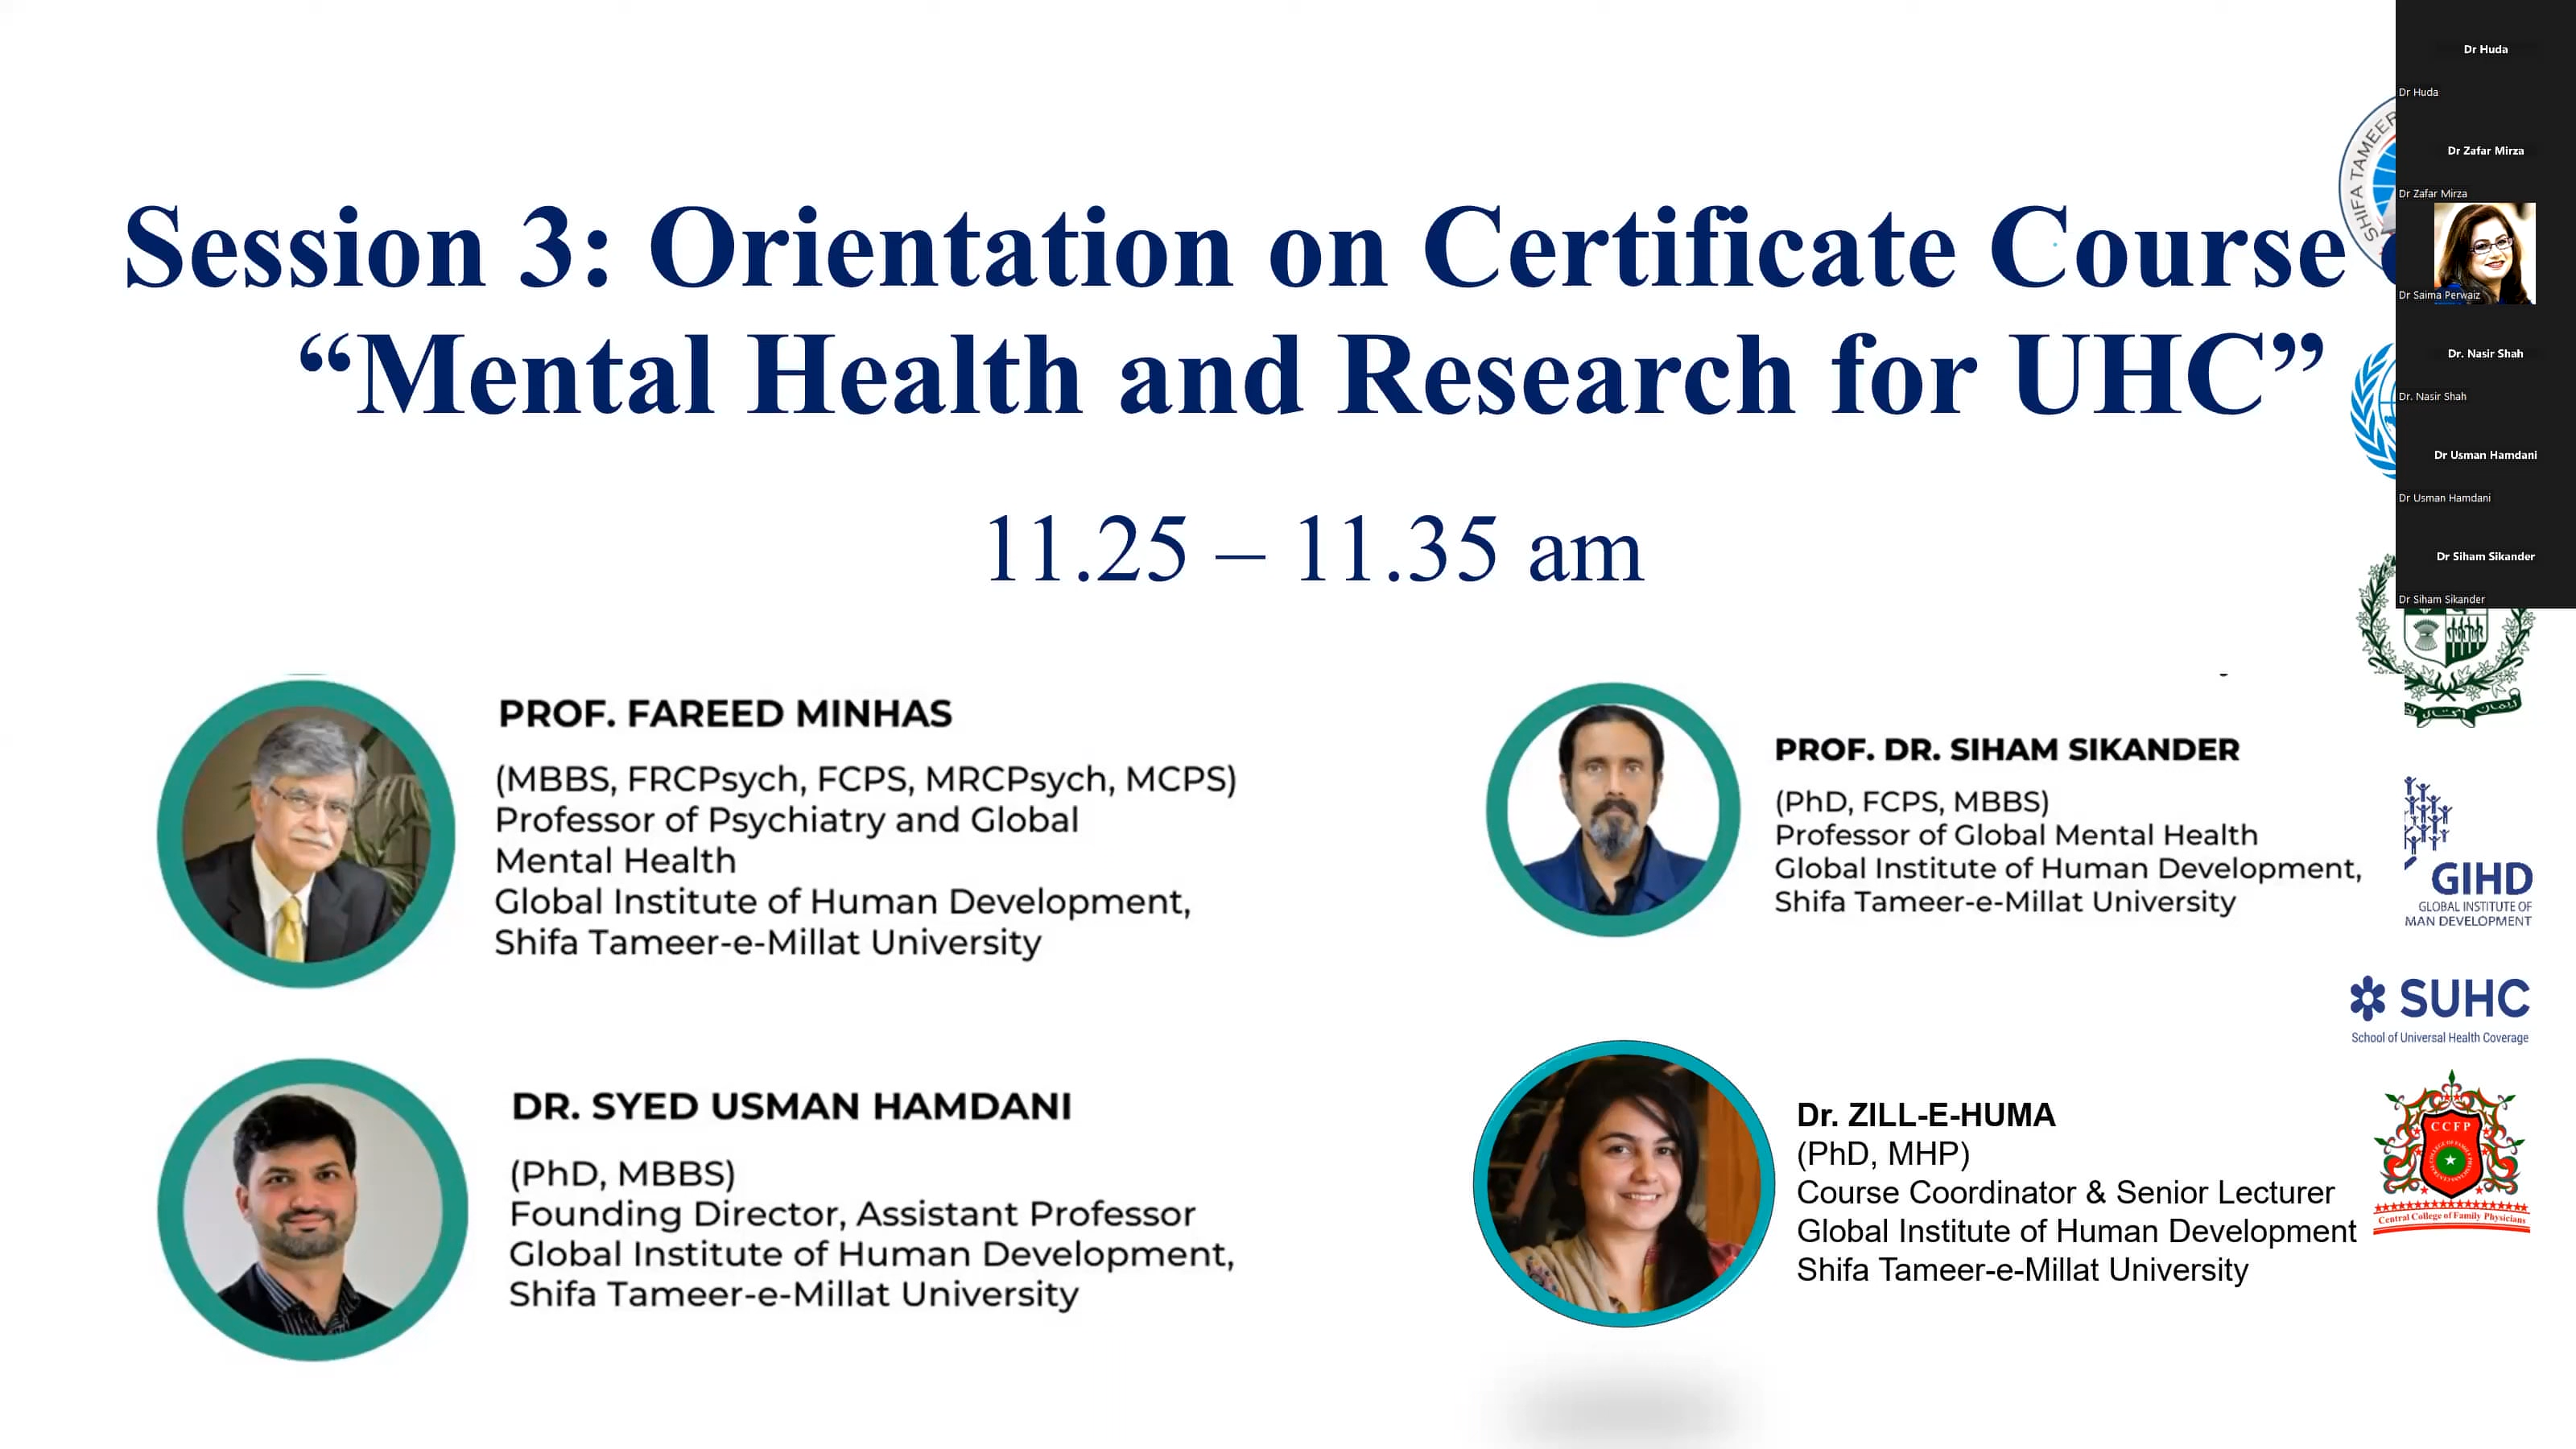 Session 3: Orientation on Certificate Course
“Mental Health and Research for UHC”
11.25 – 11.35 am
PROF. FAREED MINHAS
(MBBS, FRCPsych, FCPS, MRCPsych, MCPS)
Professor of Psychiatry and Global
Mental Health
Global Institute of Human Development,
Shifa Tameer-e-Millat University
PROF. DR. SIHAM SIKANDER
(PhD, FCPS, MBBS)
Professor of Global Mental Health
Global Institute of Human Development,
Shifa Tameer-e-Millat University
DR. SYED USMAN HAMDANI
(PhD, MBBS)
Founding Director, Assistant Professor
Global Institute of Human Development,
Shifa Tameer-e-Millat University
Dr. ZILL-E-HUMA
(PhD, MHP)
Course Coordinator & Senior Lecturer
Global Institute of Human Development
Shifa Tameer-e-Millat University
Dr Huda
Dr Huda
Dr Zafar Mirza
Dr Zafar Mirza
Dr Saima Perwaiz
Dr. Nasir Shah
Dr. Nasir Shah
Dr Usman Hamdani
Dr Usman Hamdani
Dr Siham Sikander
Dr Siham Sikander
SHIFA TAMEER
GIHD
GLOBAL INSTITUTE OF
MAN DEVELOPMENT
SUHC
School of Universal Health Coverage
CCFP
Central College of Family Physicians